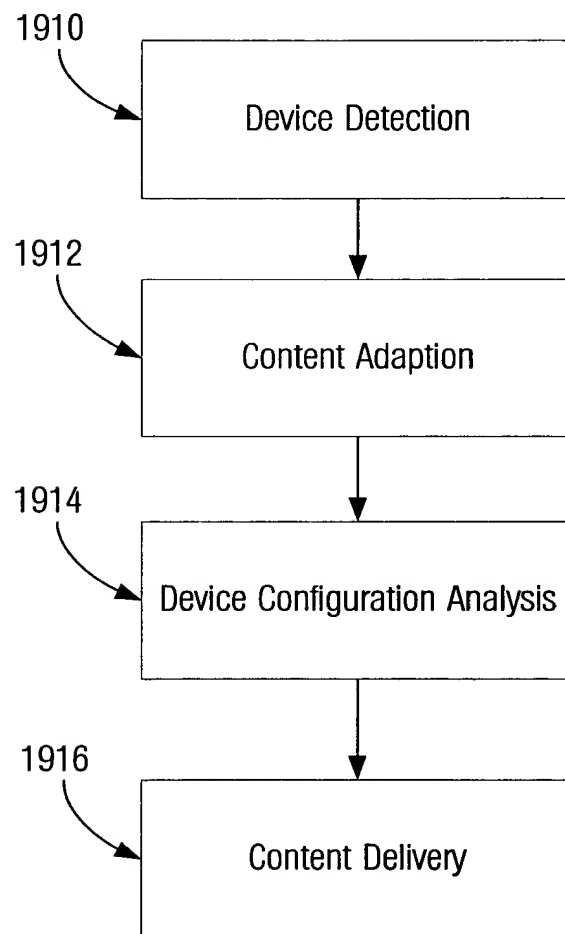 1910
Device Detection
1912
Content Adaption
1914
Device Configuration Analysis
1916
Content Delivery